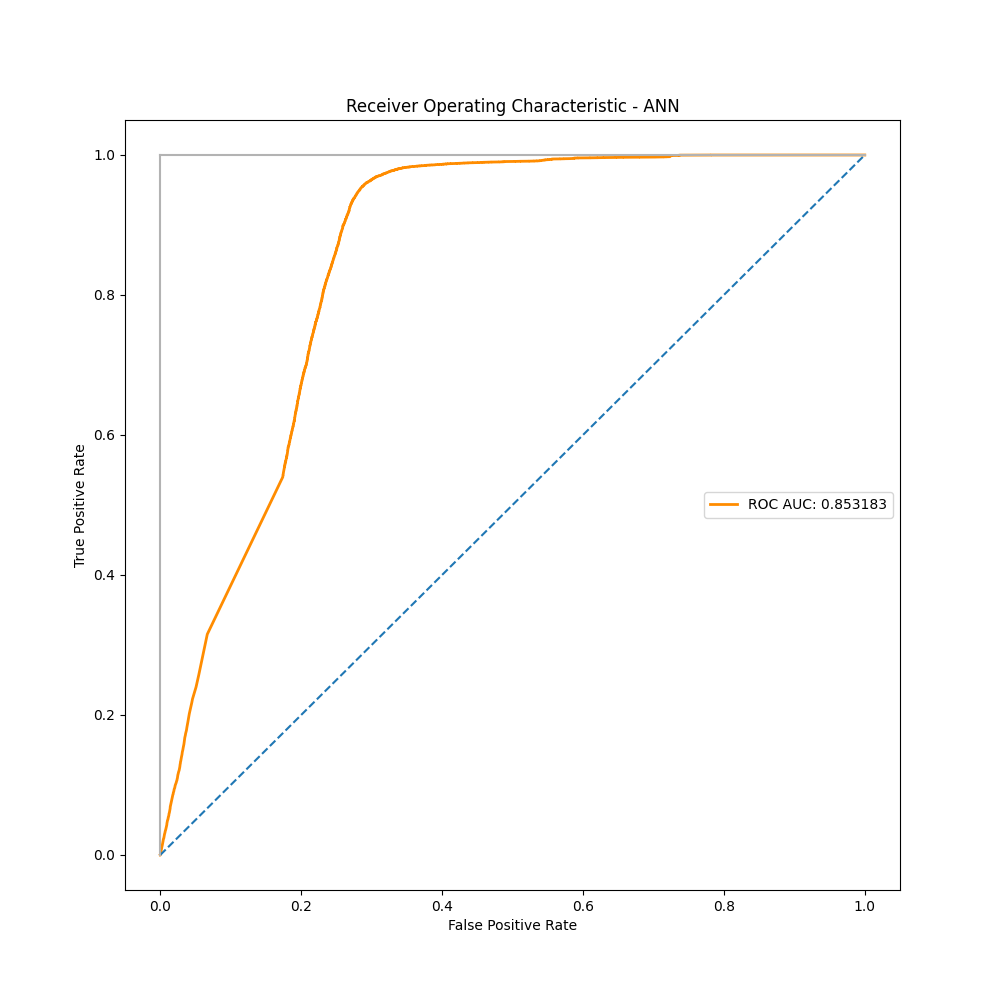 Receiver Operating Characteristic - ANN
1.0
0.8
0.6
0.4
0.2
0.0
True Positive Rate
ROC AUC: 0.853183
0.0 0.2 0.4 0.6 0.8 1.0
False Positive Rate